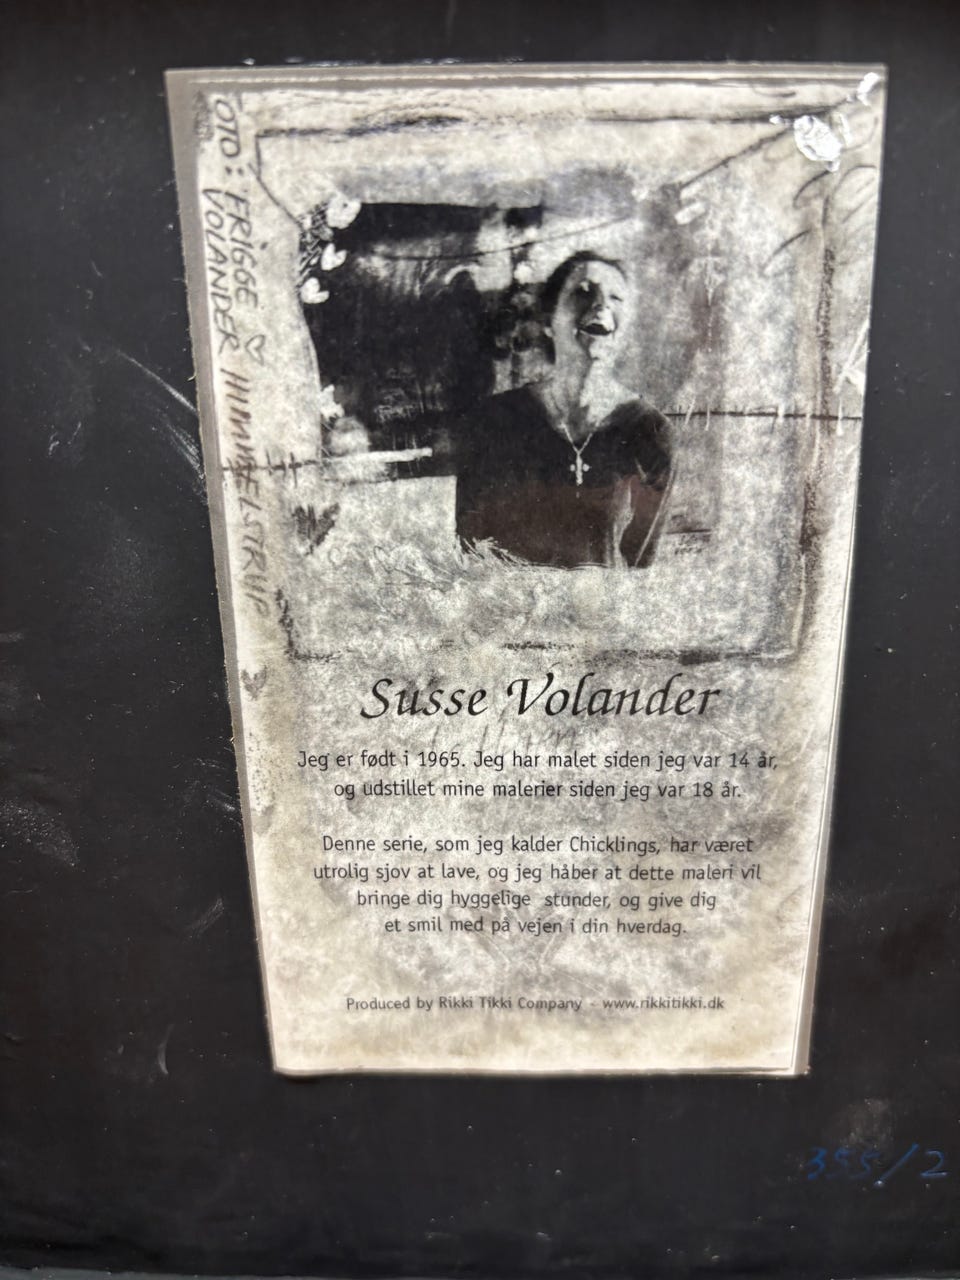 OTO: FRIGGE ♡ HIMMELSTRUP
VOLANDER
Susse Volander
Jeg er født i 1965. Jeg har malet siden jeg var 14 år,
og udstillet mine malerier siden jeg var 18 år.
Denne serie, som jeg kalder Chicklings, har været
utrolig sjov at lave, og jeg håber at dette maleri vil
bringe dig hyggelige stunder, og give dig
et smil med på vejen i din hverdag.
Produced by Rikki Tikki Company - www.rikkitikki.dk
355/2